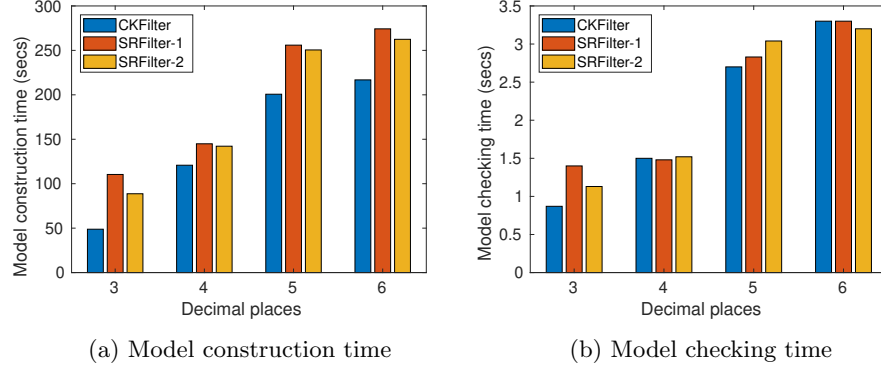 300
250
200
150
100
50
0
Model construction time (secs)
CKFilter
SRFilter-1
SRFilter-2
3 4 5 6
Decimal places
(a) Model construction time
3.5
3
2.5
2
1.5
1
0.5
0
Model checking time (secs)
CKFilter
SRFilter-1
SRFilter-2
3 4 5 6
Decimal places
(b) Model checking time